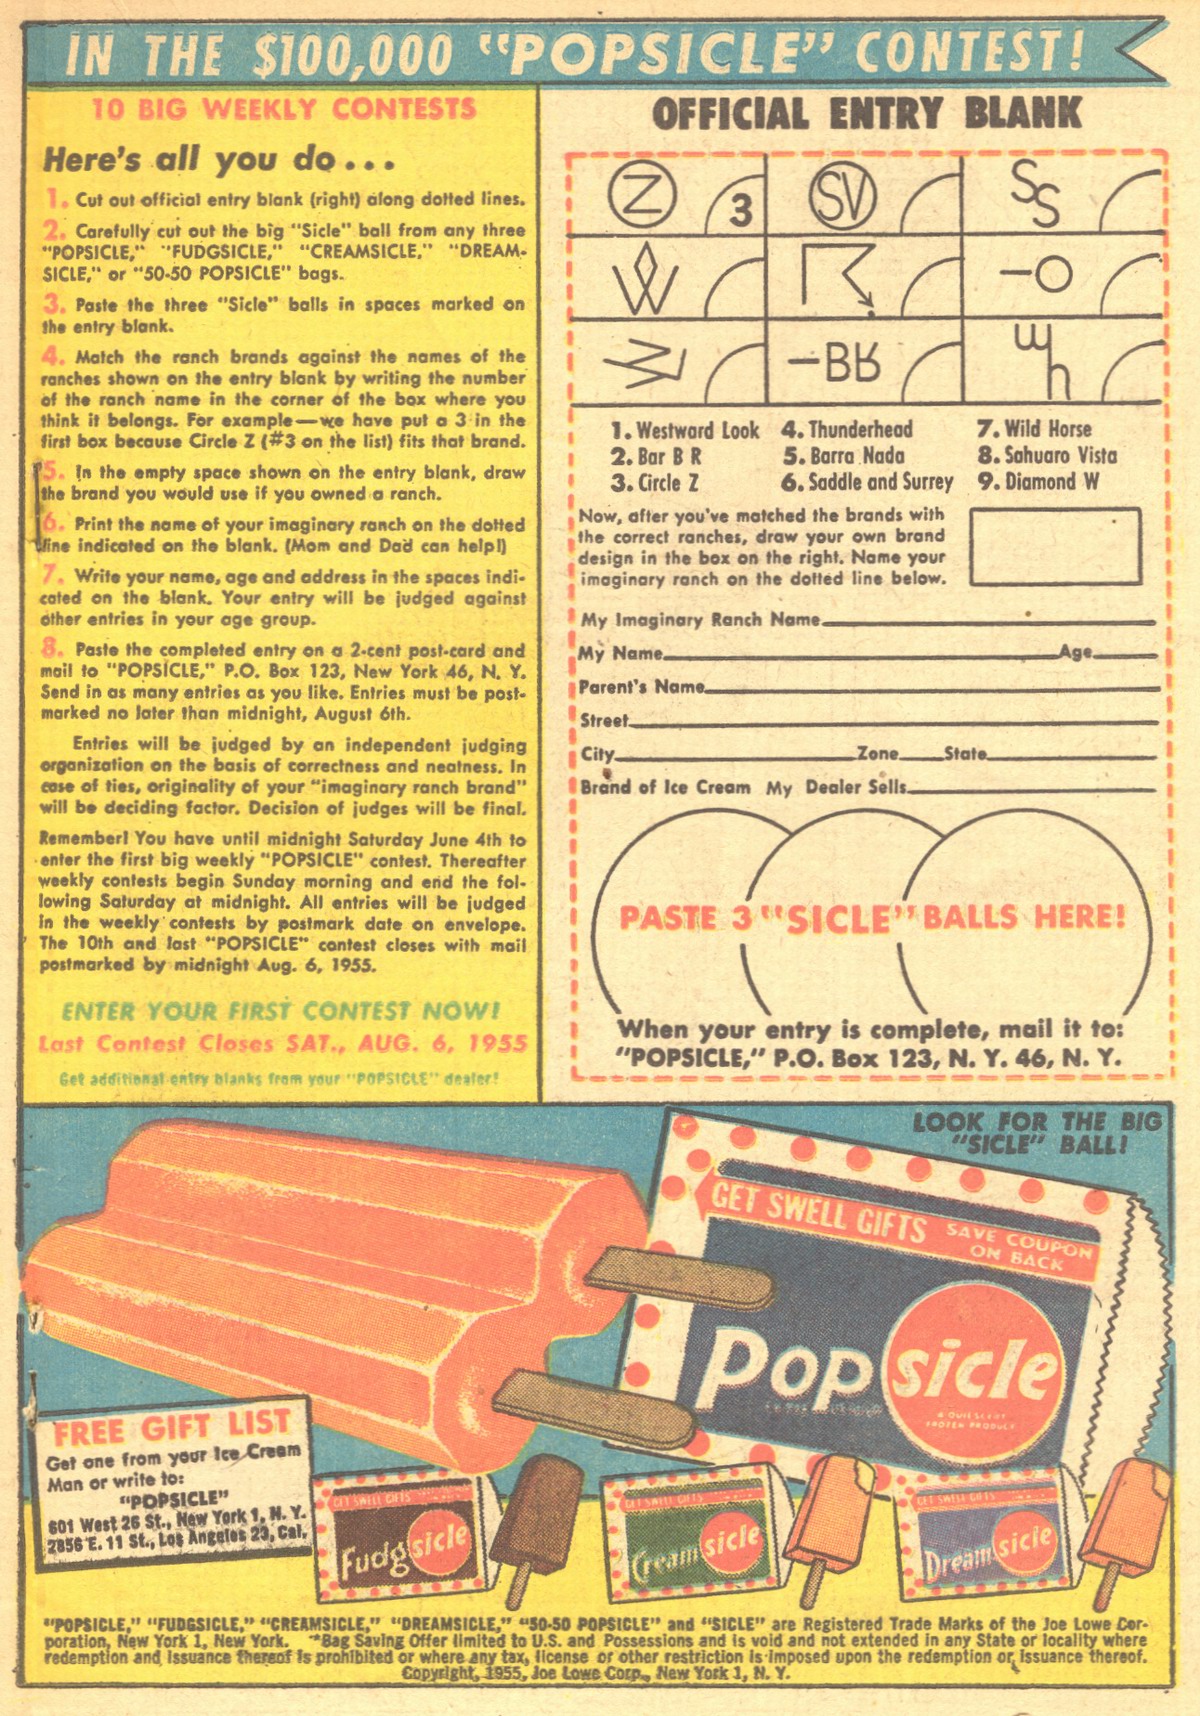 IN THE $100,000 "POPSICLE" CONTEST!
10 BIG WEEKLY CONTESTS
Here's all you do...
1. Cut out official entry blank (right) along dotted lines.
2. Carefully cut out the big "Sicle" ball from any three
"POPSICLE," "FUDGSICLE," "CREAMSICLE," "DREAM-
SICLE," or "50-50 POPSICLE" bags.
3. Paste the three "Sicle" balls in spaces marked on
the entry blank.
4. Match the ranch brands against the names of the
ranches shown on the entry blank by writing the number
of the ranch name in the corner of the box where you
think it belongs. For example—we have put a 3 in the
first box because Circle Z (#3 on the list) fits that brand.
5. In the empty space shown on the entry blank, draw
the brand you would use if you owned a ranch.
6. Print the name of your imaginary ranch on the dotted
line indicated on the blank. (Mom and Dad can help!)
7. Write your name, age and address in the spaces indi-
cated on the blank. Your entry will be judged against
other entries in your age group.
8. Paste the completed entry on a 2-cent post-card and
mail to "POPSICLE," P.O. Box 123, New York 46, N. Y.
Send in as many entries as you like. Entries must be post-
marked no later than midnight, August 6th.
Entries will be judged by an independent judging
organization on the basis of correctness and neatness. In
case of ties, originality of your "imaginary ranch brand"
will be deciding factor. Decision of judges will be final.
Remember! You have until midnight Saturday June 4th to
enter the first big weekly "POPSICLE" contest. Thereafter
weekly contests begin Sunday morning and end the fol-
lowing Saturday at midnight. All entries will be judged
in the weekly contests by postmark date on envelope.
The 10th and last "POPSICLE" contest closes with mail
postmarked by midnight Aug. 6, 1955.
ENTER YOUR FIRST CONTEST NOW!
Last Contest Closes SAT., AUG. 6, 1955
Get additional entry blanks from your "POPSICLE" dealer!
OFFICIAL ENTRY BLANK
Z 3 SV SS
W -O
W -BR h
1. Westward Look 4. Thunderhead 7. Wild Horse
2. Bar B R 5. Barra Nada 8. Sahuaro Vista
3. Circle Z 6. Saddle and Surrey 9. Diamond W
Now, after you've matched the brands with
the correct ranches, draw your own brand
design in the box on the right. Name your
imaginary ranch on the dotted line below.
My Imaginary Ranch Name
My Name Age
Parent's Name
Street
City Zone State
Brand of Ice Cream My Dealer Sells
PASTE 3 "SICLE" BALLS HERE!
When your entry is complete, mail it to:
"POPSICLE," P.O. Box 123, N. Y. 46, N. Y.
LOOK FOR THE BIG
"SICLE" BALL!
GET SWELL GIFTS SAVE COUPON
ON BACK
Popsicle
A QUIESCENT
FROZEN PRODUCT
FREE GIFT LIST
Get one from your Ice Cream
Man or write to:
"POPSICLE"
601 West 26 St., New York 1, N. Y.
2856 E. 11 St., Los Angeles 23, Cal.
GET SWELL GIFTS
Fudgsicle
GET SWELL GIFTS
Creamsicle
GET SWELL GIFTS
Dreamsicle
"POPSICLE," "FUDGSICLE," "CREAMSICLE," "DREAMSICLE," "50-50 POPSICLE" and "SICLE" are Registered Trade Marks of the Joe Lowe Cor-
poration, New York 1, New York. *Bag Saving Offer limited to U.S. and Possessions and is void and not extended in any State or locality where
redemption and issuance thereof is prohibited or where any tax, license or other restriction is imposed upon the redemption or issuance thereof.
Copyright, 1955, Joe Lowe Corp., New York 1, N. Y.